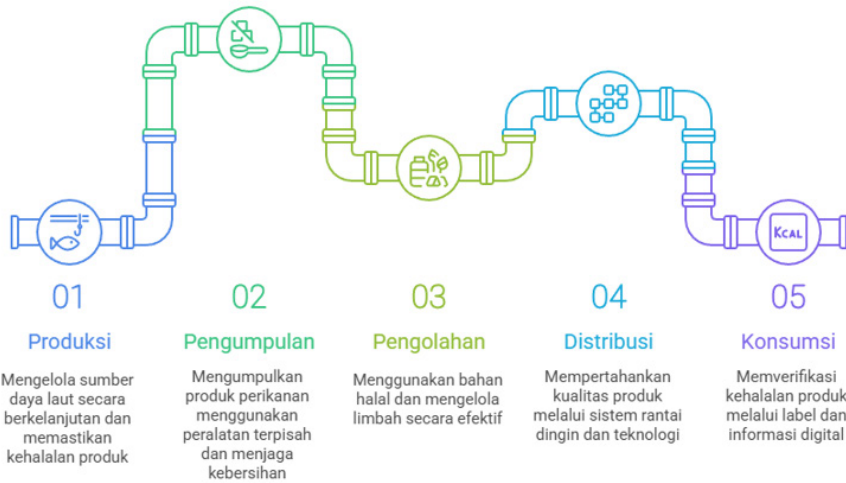 KCAL
01
Produksi
Mengelola sumber
daya laut secara
berkelanjutan dan
memastikan
kehalalan produk
02
Pengumpulan
Mengumpulkan
produk perikanan
menggunakan
peralatan terpisah
dan menjaga
kebersihan
03
Pengolahan
Menggunakan bahan
halal dan mengelola
limbah secara efektif
04
Distribusi
Mempertahankan
kualitas produk
melalui sistem rantai
dingin dan teknologi
05
Konsumsi
Memverifikasi
kehalalan produk
melalui label dan
informasi digital